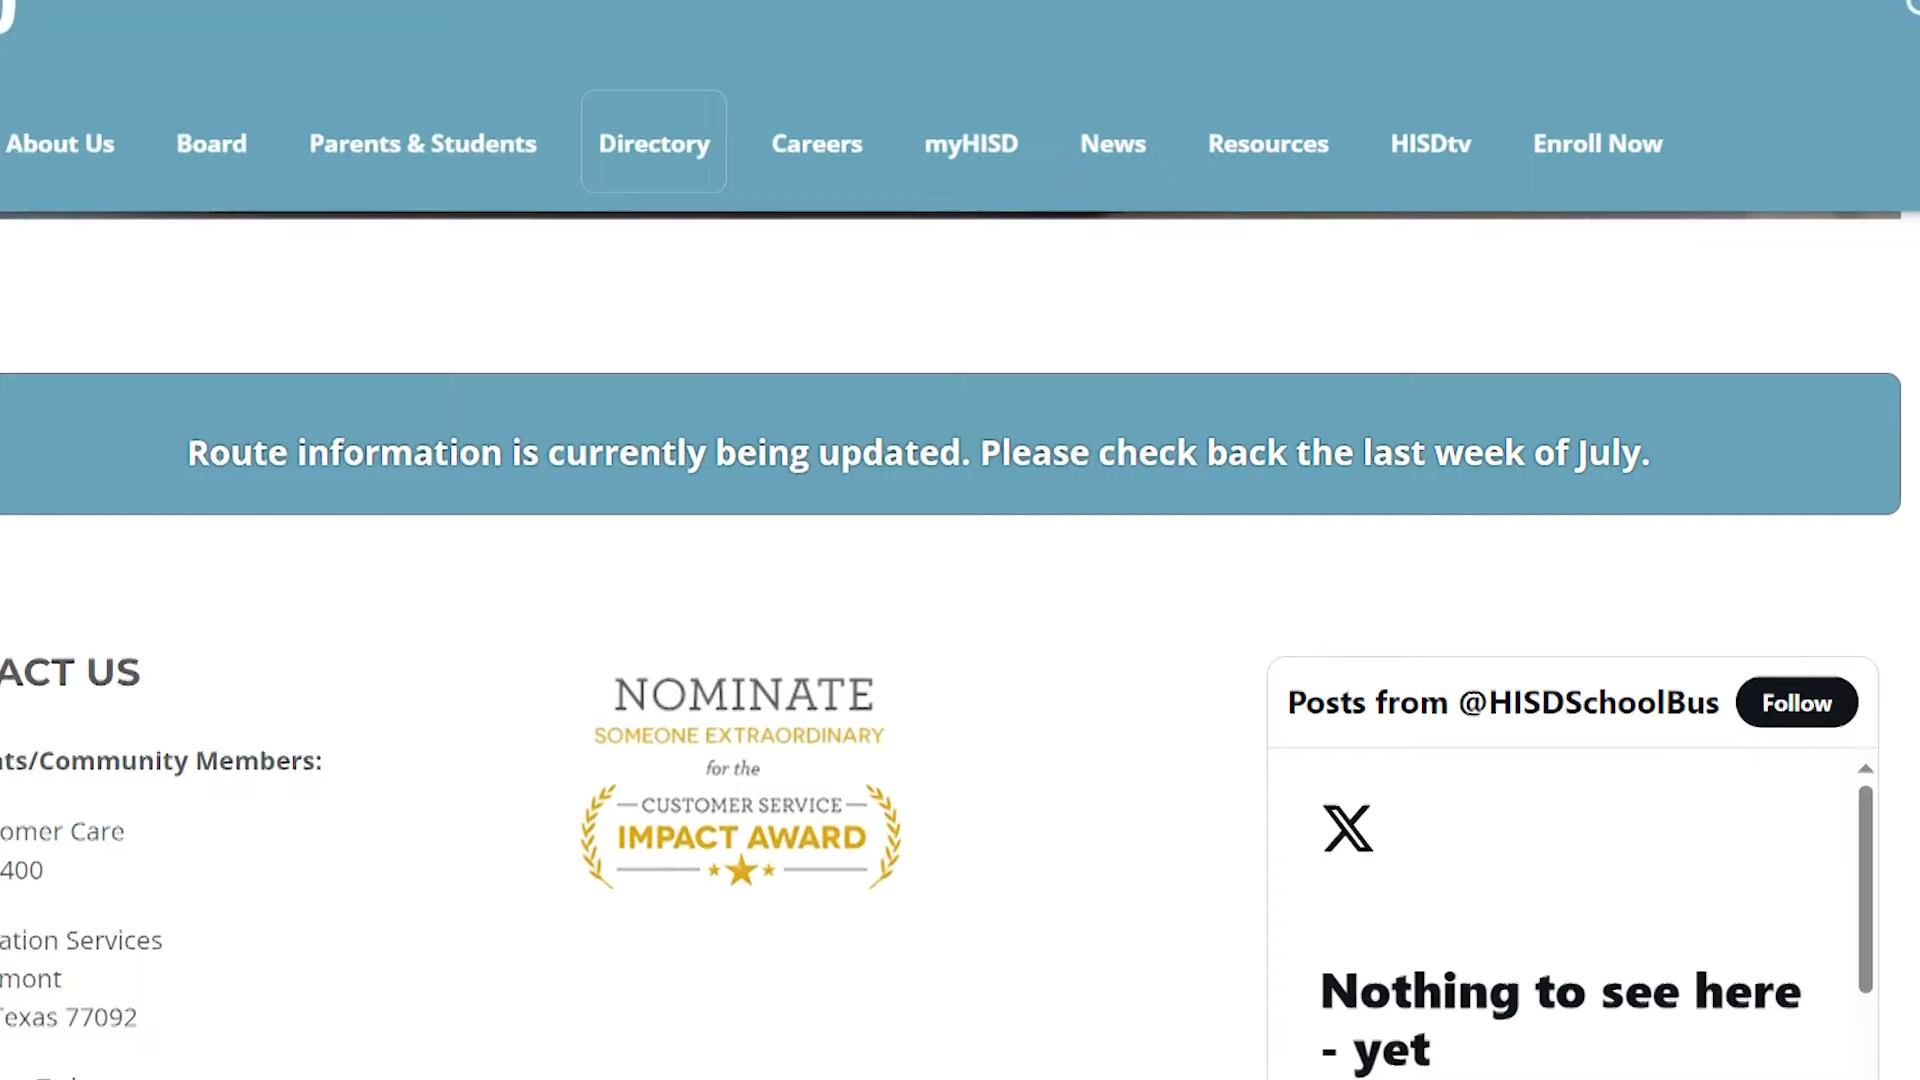 About Us Board Parents & Students Directory Careers myHISD News Resources HISDtv Enroll Now
Route information is currently being updated. Please check back the last week of July.
ACT US
nts/Community Members:
omer Care
400
ation Services
mont
Texas 77092
NOMINATE
SOMEONE EXTRAORDINARY
for the
CUSTOMER SERVICE
IMPACT AWARD
Posts from @HISDSchoolBus Follow
Nothing to see here
- yet